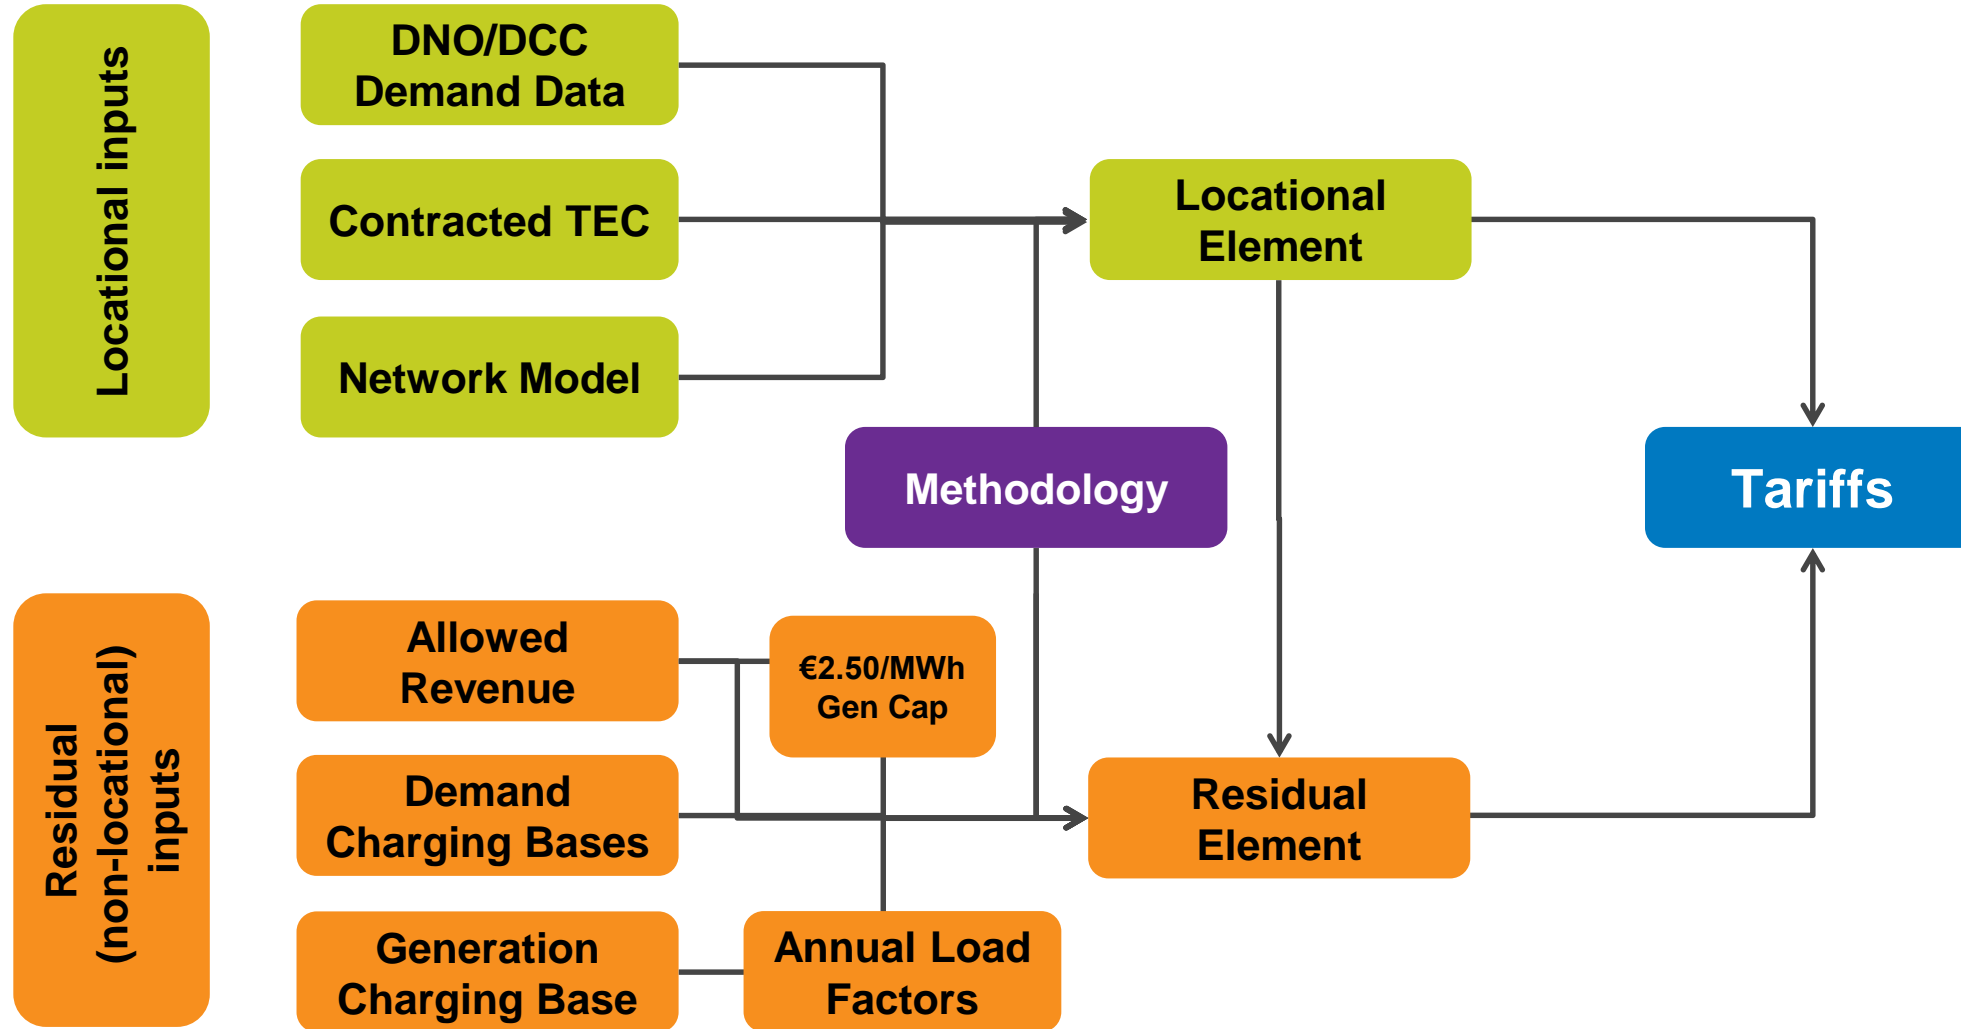 Locational inputs
DNO/DCC
Demand Data
Contracted TEC
Network Model
Locational
Element
Methodology
Tariffs
Residual
(non-locational)
inputs
Allowed
Revenue
€2.50/MWh
Gen Cap
Demand
Charging Bases
Residual
Element
Generation
Charging Base
Annual Load
Factors